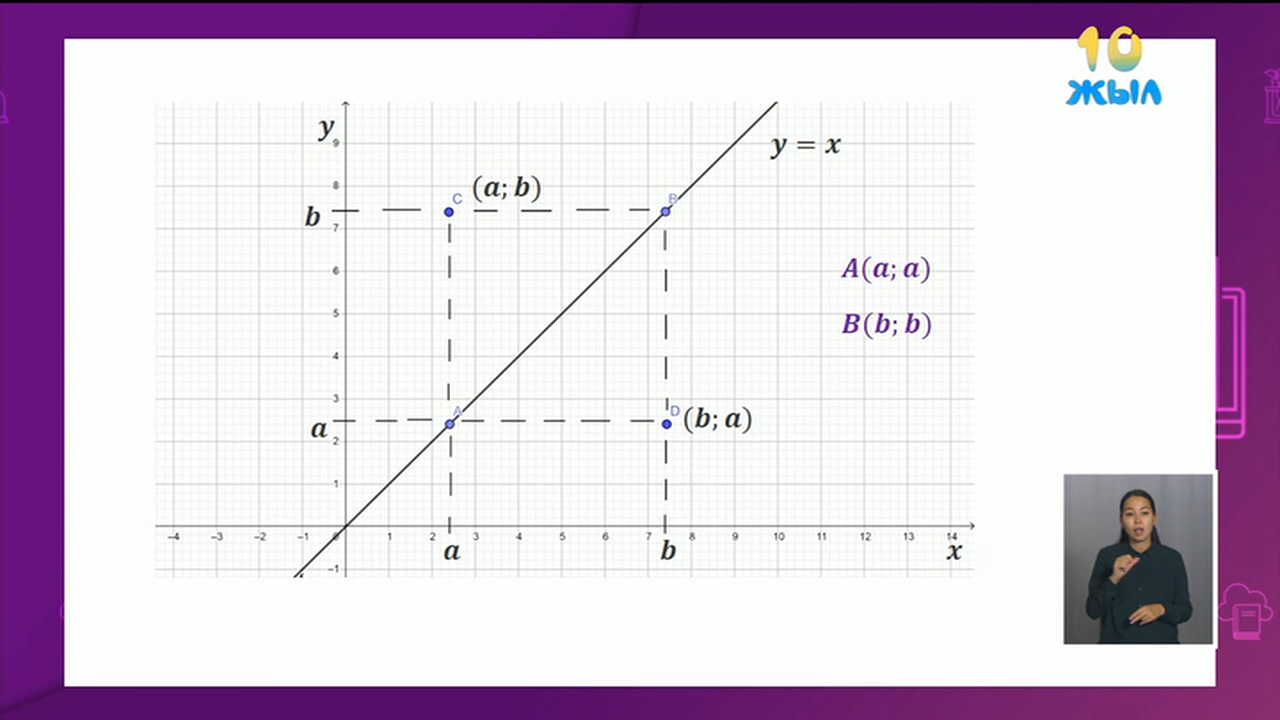 10
ЖЫЛ
y
y = x
9
8
C (a; b)
B
b
7
6
A(a; a)
5
B(b; b)
4
3
A
D (b; a)
a
2
1
-4 -3 -2 -1 0 1 2 3 4 5 6 7 8 9 10 11 12 13 14
a b x
-1